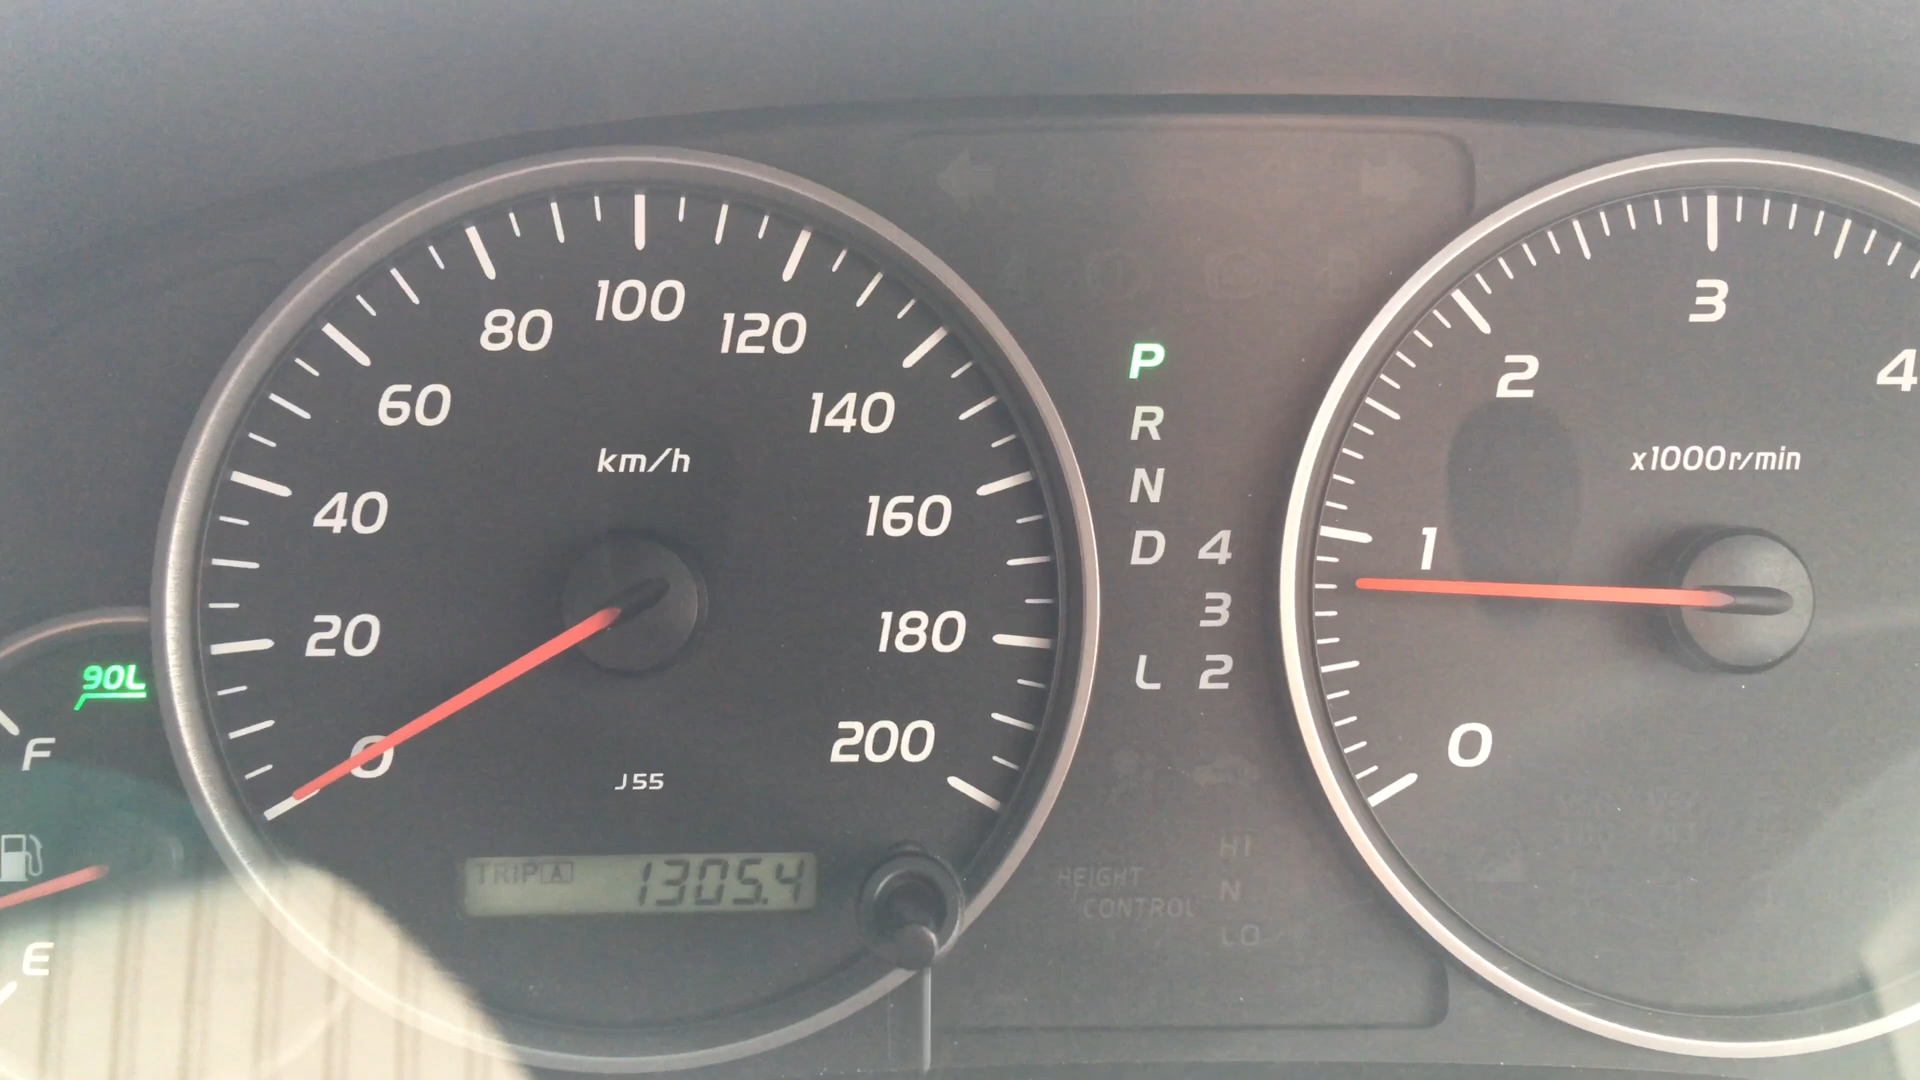 100
80 120
60 140
km/h
40 160
20 180
0 200
J55
TRIP A 1305.4
P
R
N
D 4
3
L 2
HI
HEIGHT N
CONTROL
LO
3
2 4
x1000r/min
1
0
90L
F
E